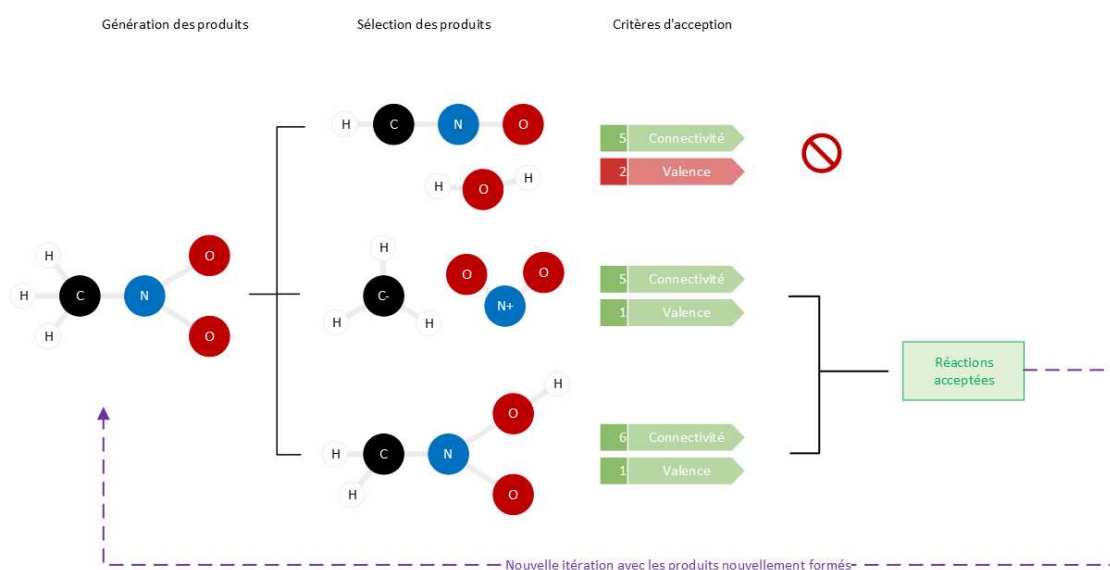 Génération des produits
Sélection des produits
Critères d'acception
H C N O
5 Connectivité
2 Valence
H O H
H
H C N O
H O
H
C- H H
O O
N+
5 Connectivité
1 Valence
Réactions
acceptées
H
O
H C N
H
O
6 Connectivité
1 Valence
Nouvelle itération avec les produits nouvellement formés